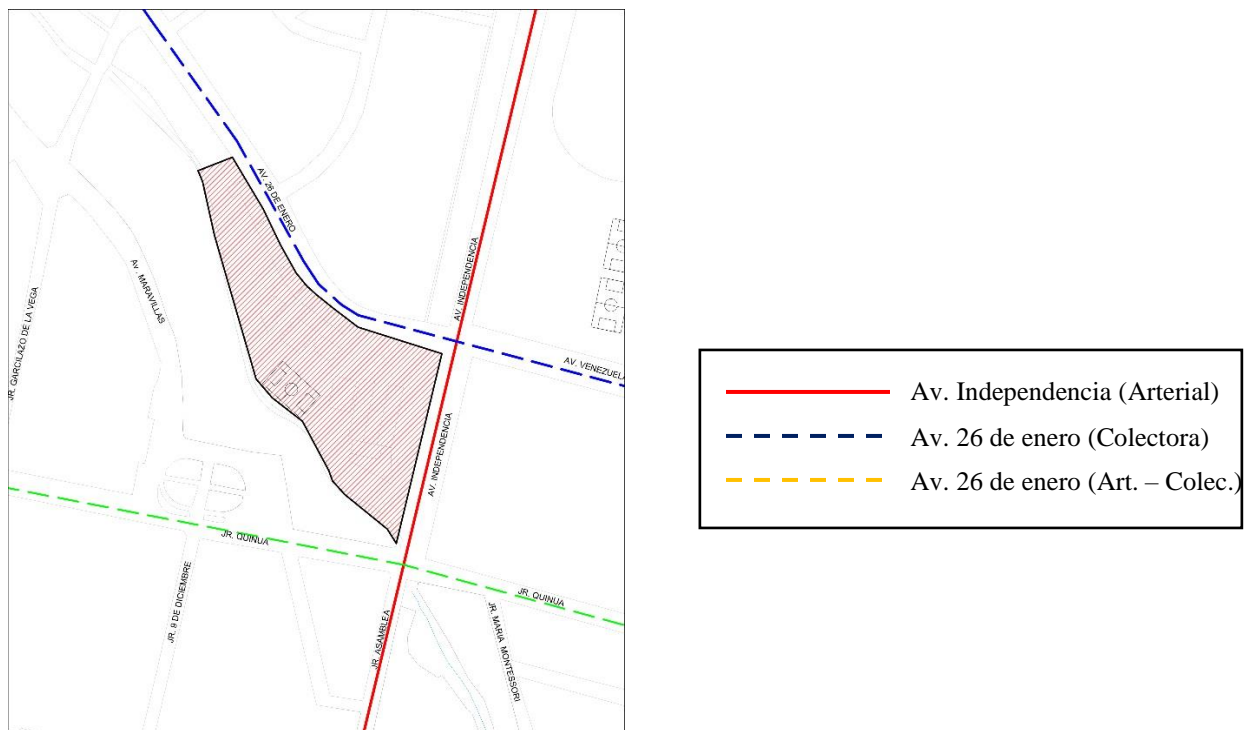 AV. 26 DE ENERO
AV. INDEPENDENCIA
Av. MARAVILLAS
JR. GARCILAZO DE LA VEGA
AV. VENEZUELA
AV. INDEPENDENCIA
JR. QUINUA
JR. QUINUA
JR. 9 DE DICIEMBRE
JR. ASAMBLEA
JR. MARIA MONTESSORI
Av. Independencia (Arterial)
Av. 26 de enero (Colectora)
Av. 26 de enero (Art. – Colec.)